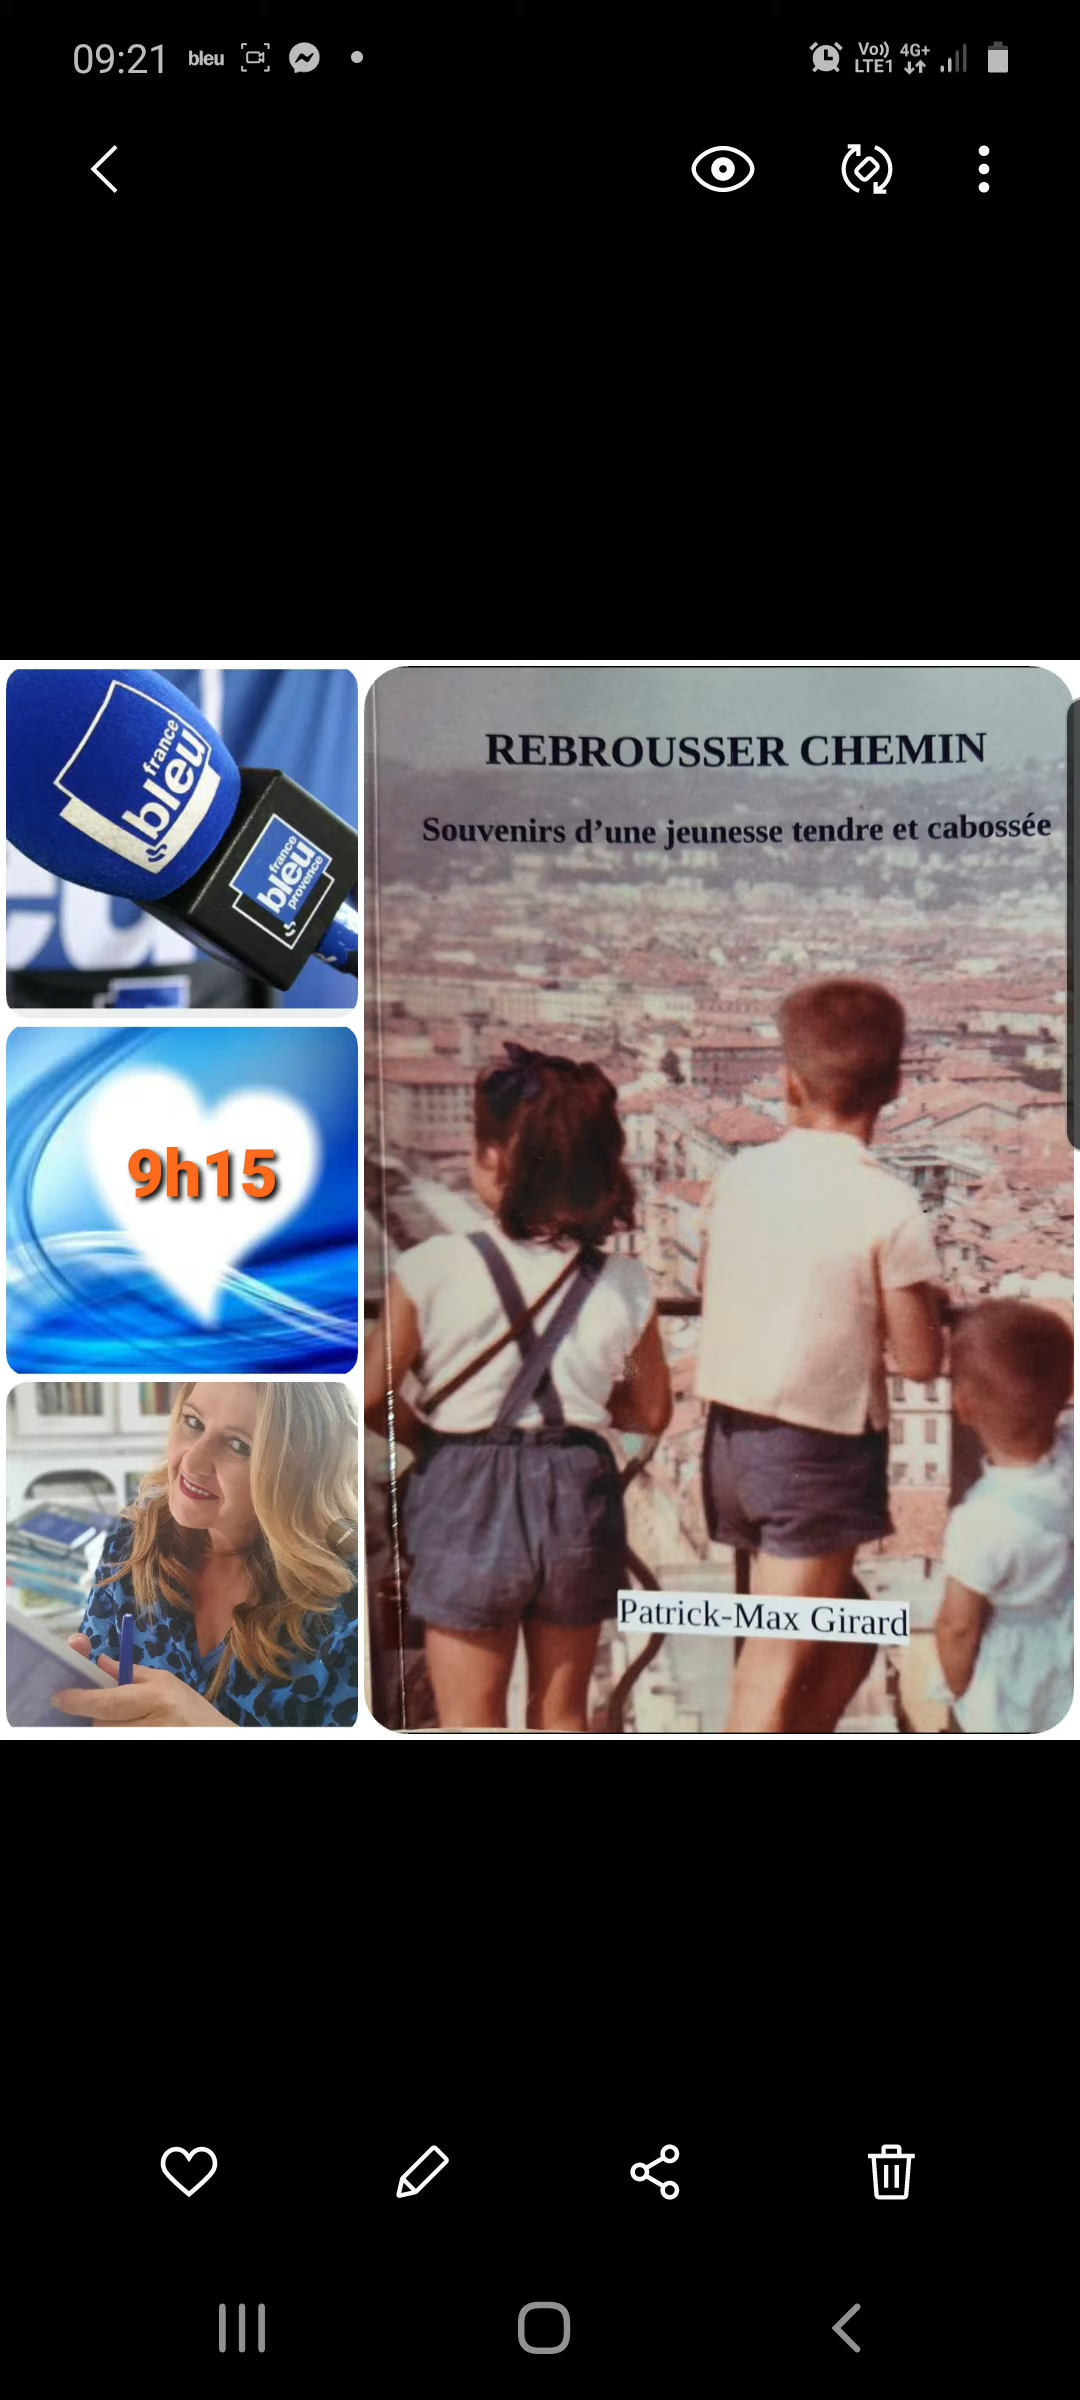 09:21 bleu
Vo)) 4G+
LTE1
france
bleu
france
bleu
provence
9h15
REBROUSSER CHEMIN
Souvenirs d’une jeunesse tendre et cabossée
Patrick-Max Girard